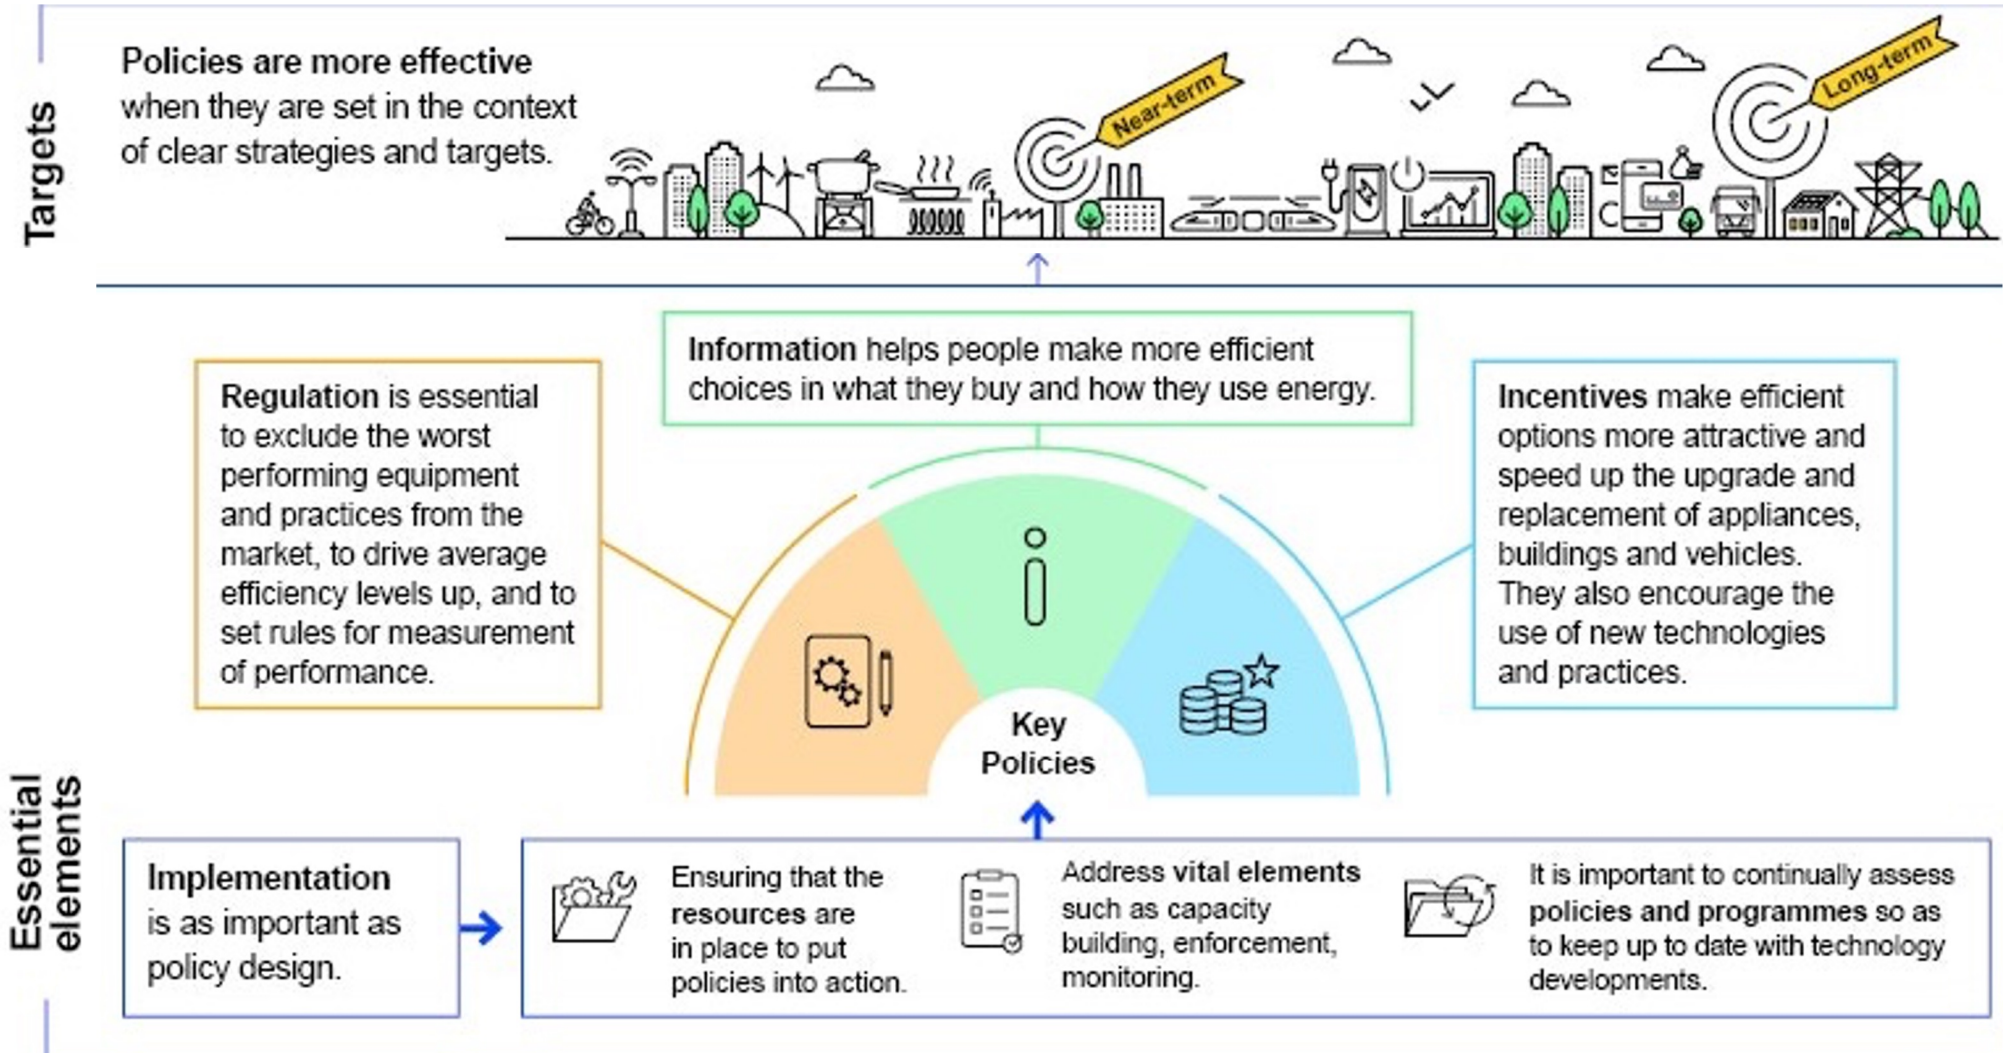 Targets
Policies are more effective
when they are set in the context
of clear strategies and targets.
Near-term
Long-term
Information helps people make more efficient
choices in what they buy and how they use energy.
Regulation is essential
to exclude the worst
performing equipment
and practices from the
market, to drive average
efficiency levels up, and to
set rules for measurement
of performance.
Incentives make efficient
options more attractive and
speed up the upgrade and
replacement of appliances,
buildings and vehicles.
They also encourage the
use of new technologies
and practices.
Key
Policies
Essential
elements
Implementation
is as important as
policy design.
Ensuring that the
resources are
in place to put
policies into action.
Address vital elements
such as capacity
building, enforcement,
monitoring.
It is important to continually assess
policies and programmes so as
to keep up to date with technology
developments.